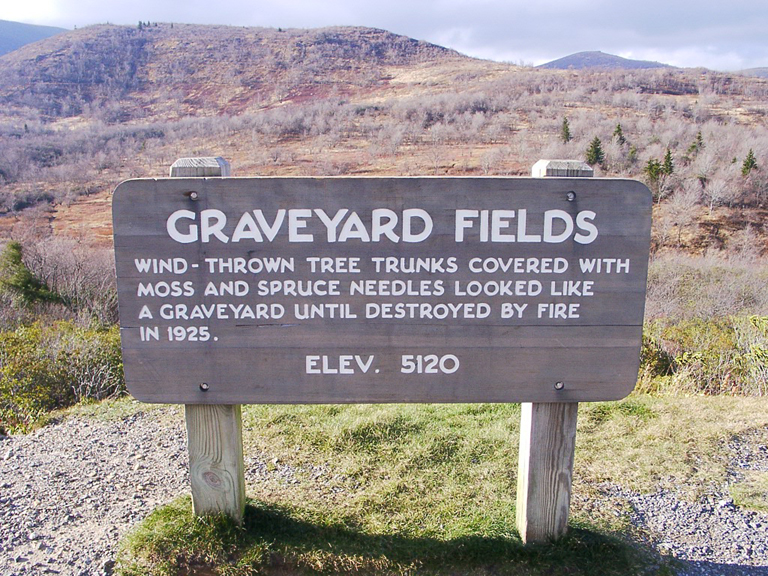 GRAVEYARD FIELDS
WIND-THROWN TREE TRUNKS COVERED WITH
MOSS AND SPRUCE NEEDLES LOOKED LIKE
A GRAVEYARD UNTIL DESTROYED BY FIRE
IN 1925.
ELEV. 5120